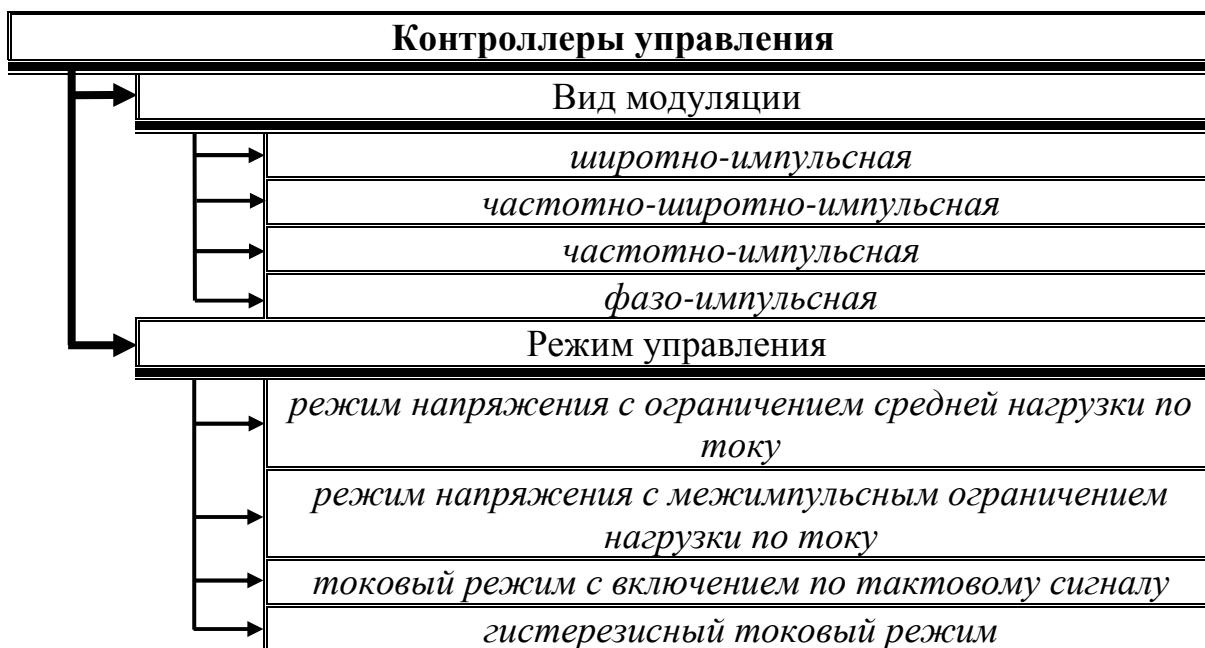 Контроллеры управления
Вид модуляции
широтно-импульсная
частотно-широтно-импульсная
частотно-импульсная
фазо-импульсная
Режим управления
режим напряжения с ограничением средней нагрузки по
току
режим напряжения с межимпульсным ограничением
нагрузки по току
токовый режим с включением по тактовому сигналу
гистерезисный токовый режим